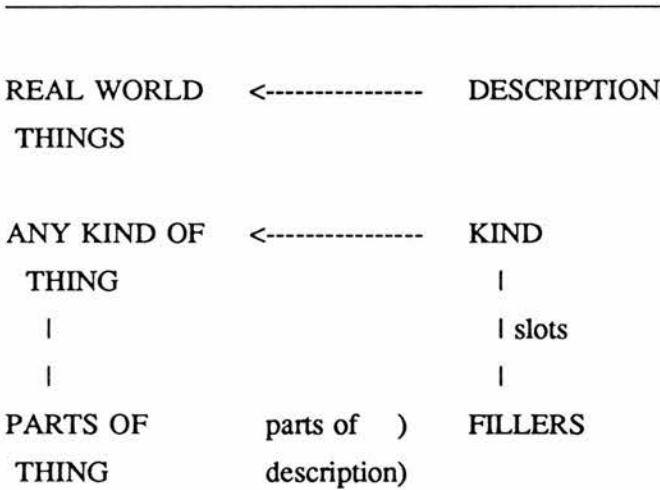 REAL WORLD <---------------- DESCRIPTION
THINGS
ANY KIND OF <---------------- KIND
THING |
| | slots
| |
PARTS OF parts of ) FILLERS
THING description)